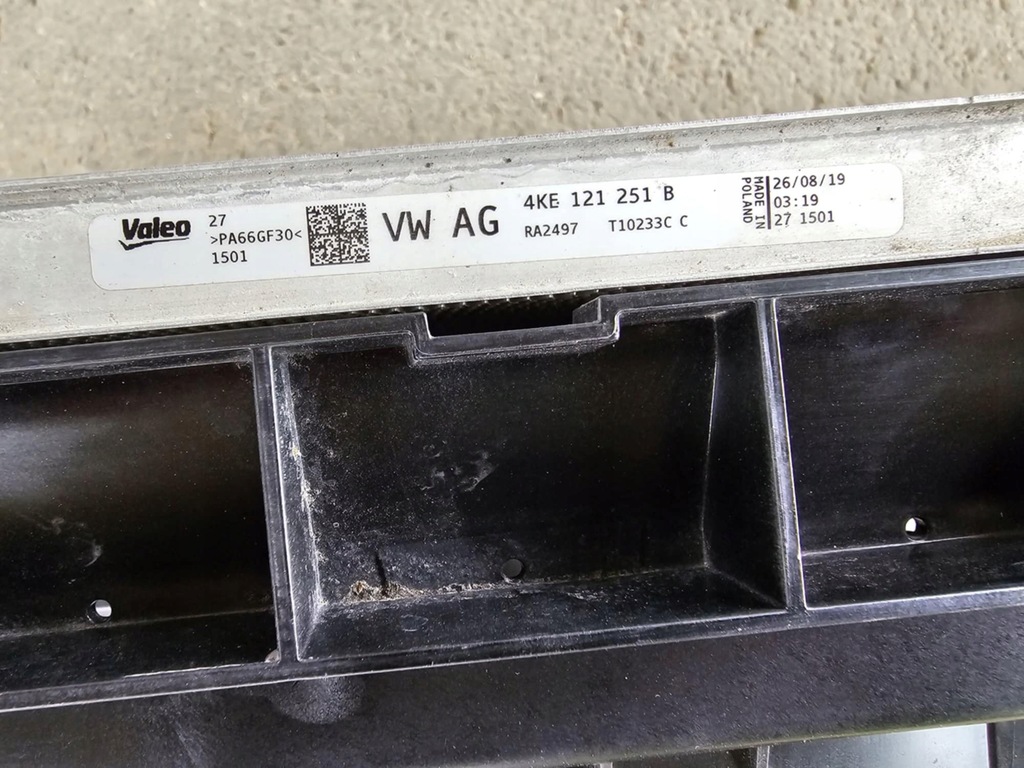 Valeo
27
>PA66GF30<
1501
VW AG
4KE 121 251 B
RA2497 T10233C C
MADE IN
POLAND
26/08/19
03:19
27 1501